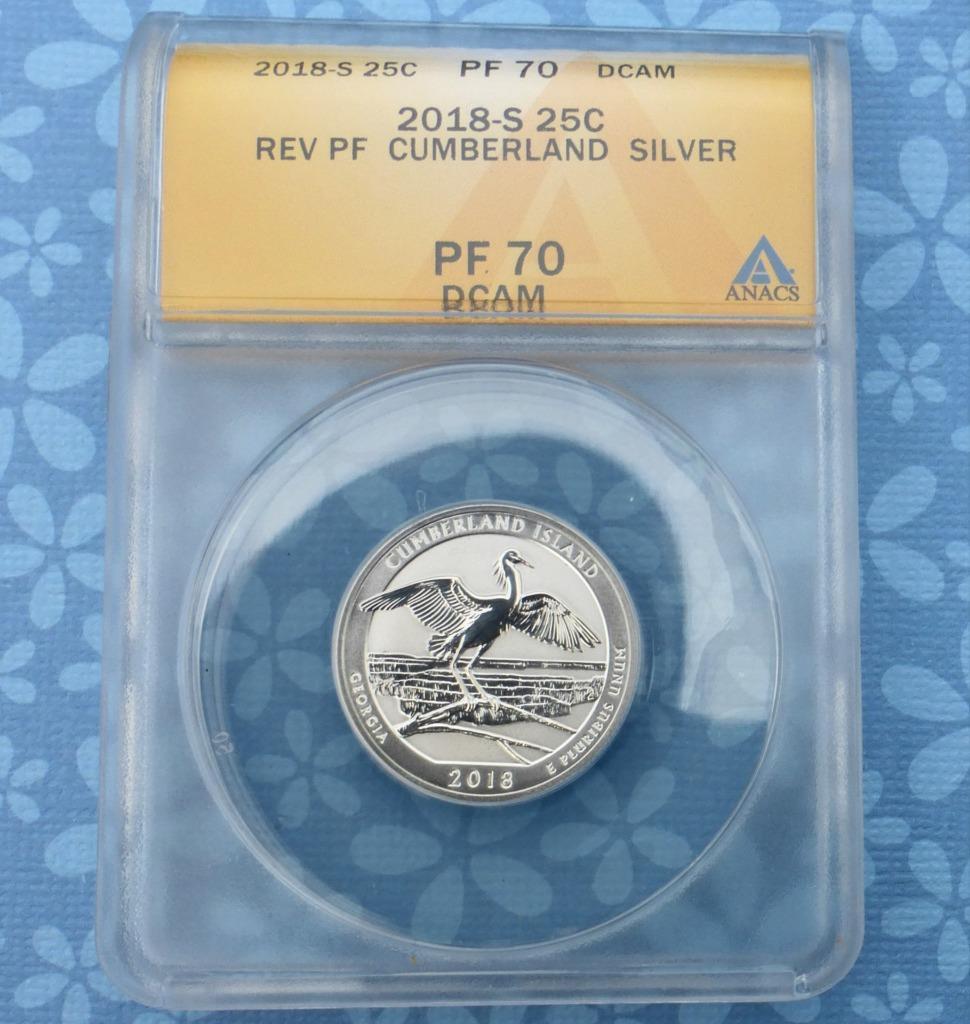 2018-S 25C PF 70 DCAM
2018-S 25C
REV PF CUMBERLAND SILVER
PF 70
DCAM
ANACS
CUMBERLAND ISLAND
GEORGIA
2018
E PLURIBUS UNUM